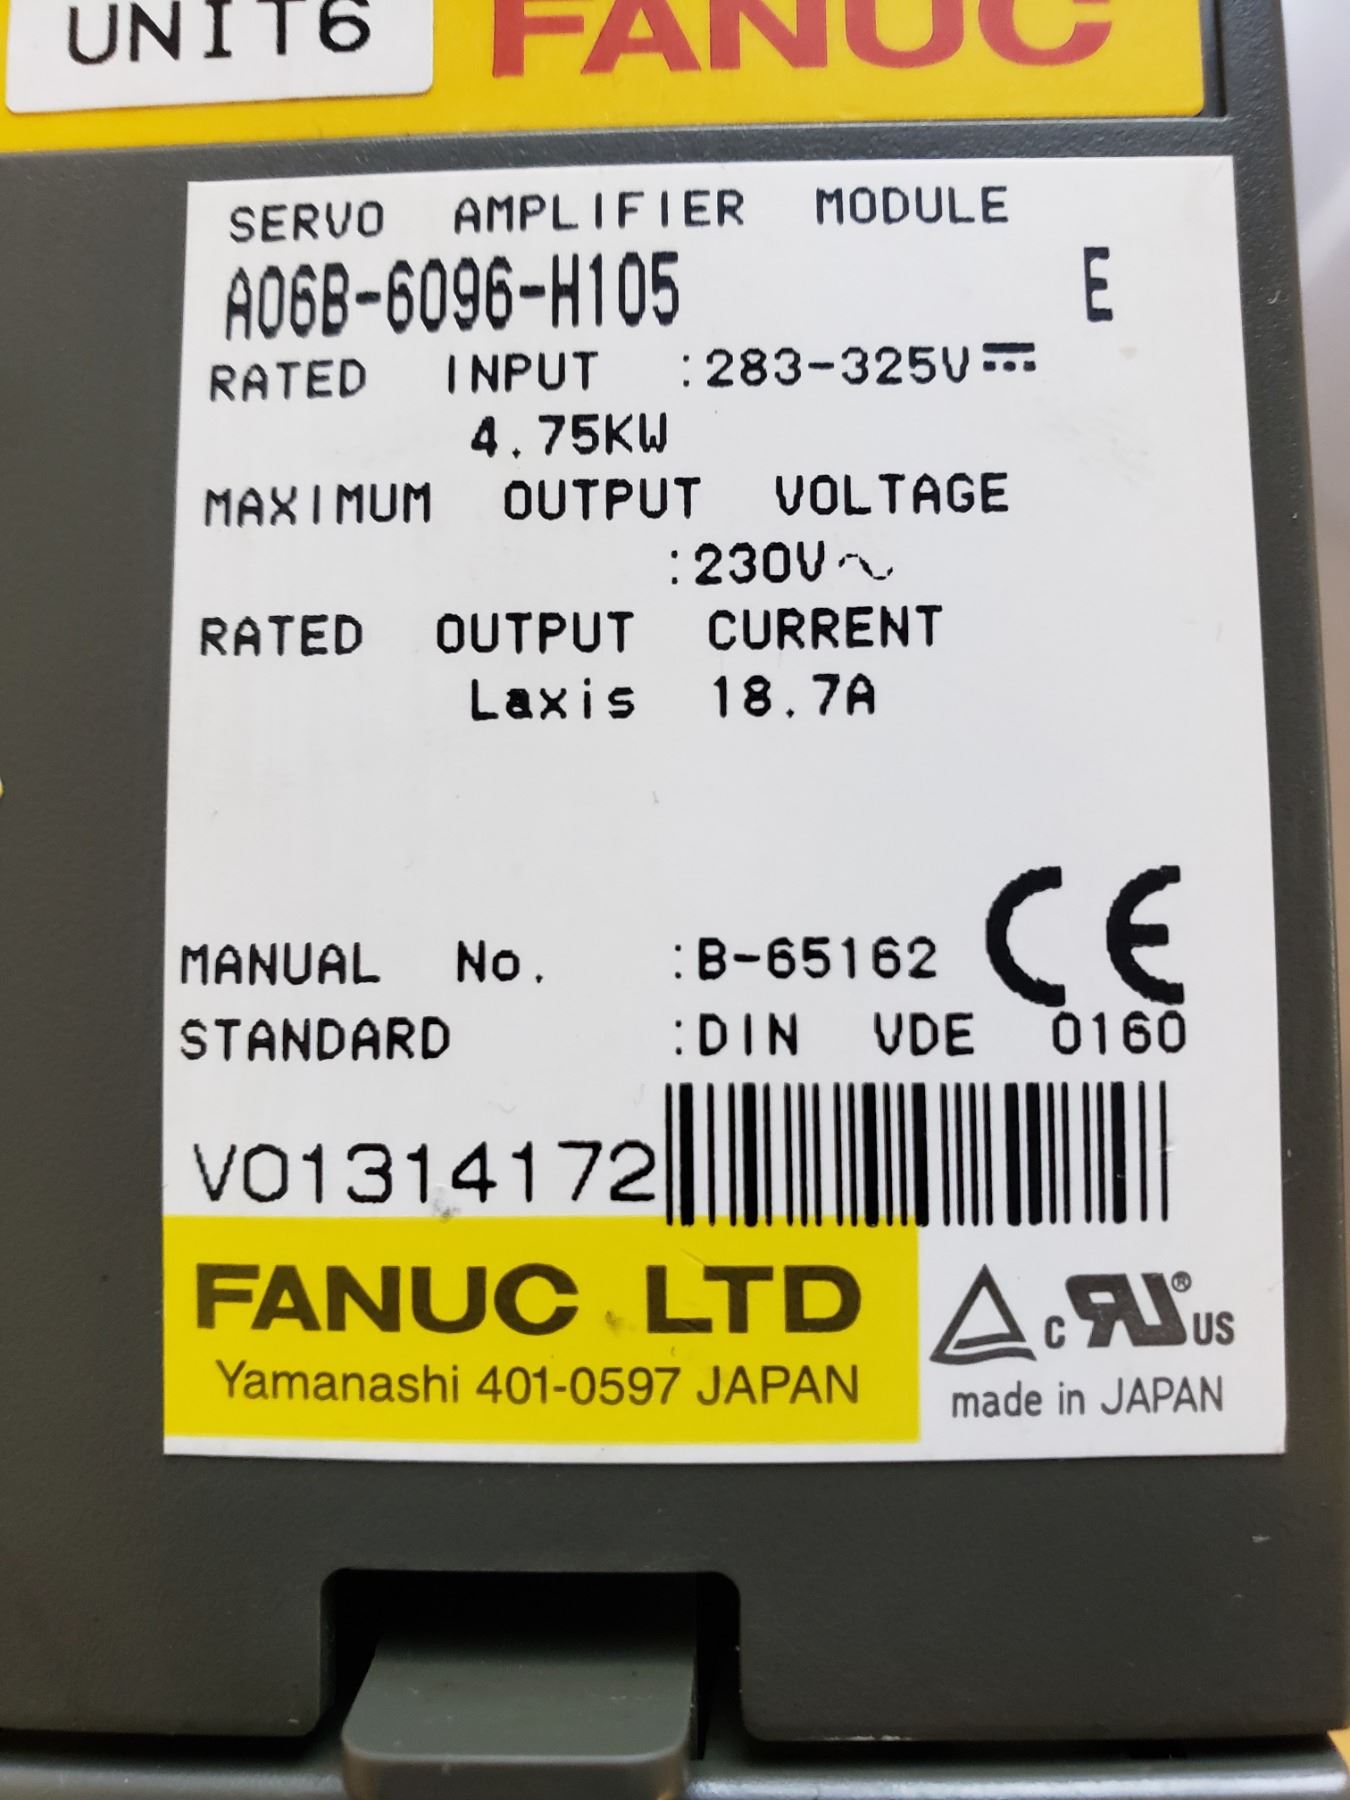 UNIT6 FANUC
SERVO AMPLIFIER MODULE
A06B-6096-H105 E
RATED INPUT :283-325V⎓
4.75KW
MAXIMUM OUTPUT VOLTAGE
:230V~
RATED OUTPUT CURRENT
Laxis 18.7A
MANUAL No. :B-65162 CE
STANDARD :DIN VDE 0160
V01314172
FANUC LTD
Yamanashi 401-0597 JAPAN
c RU® US
made in JAPAN